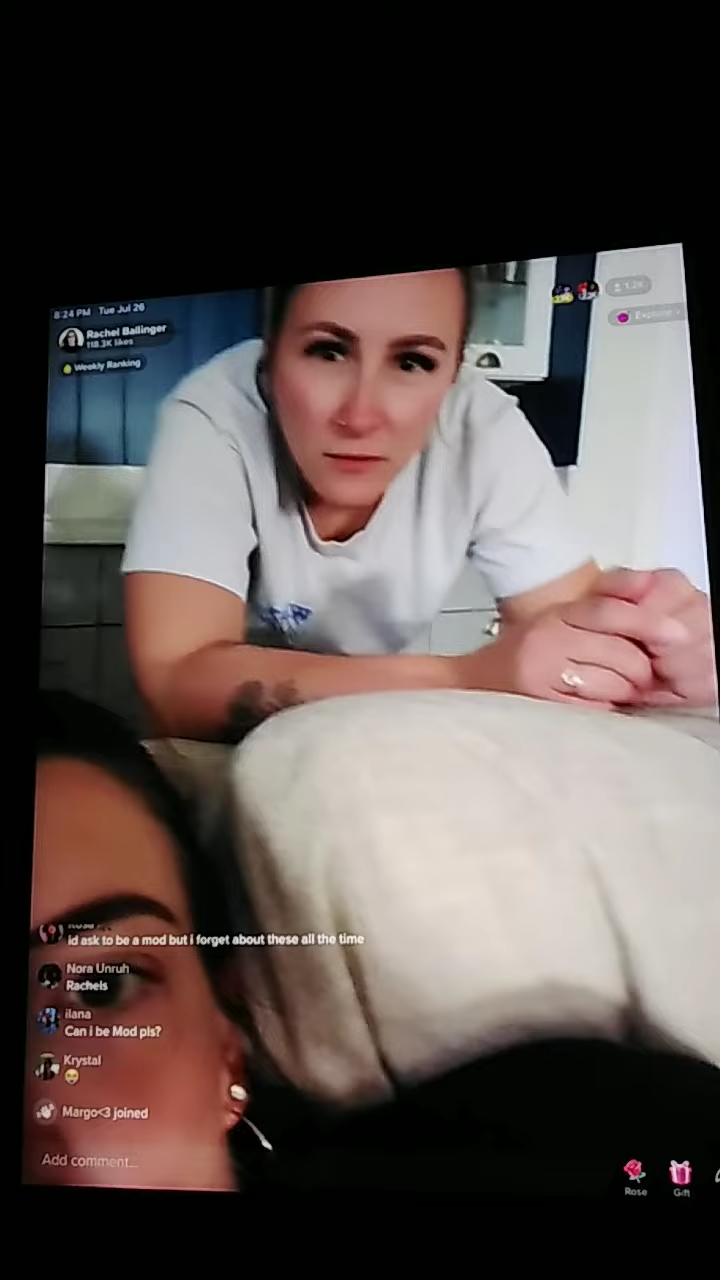 8:24 PM Tue Jul 26
Rachel Ballinger
118.3K likes
Weekly Ranking
1.2K
Explore
id ask to be a mod but i forget about these all the time
Nora Unruh
Rachels
ilana
Can i be Mod pls?
Krystal
Margo<3 joined
Add comment...
Rose
Gift